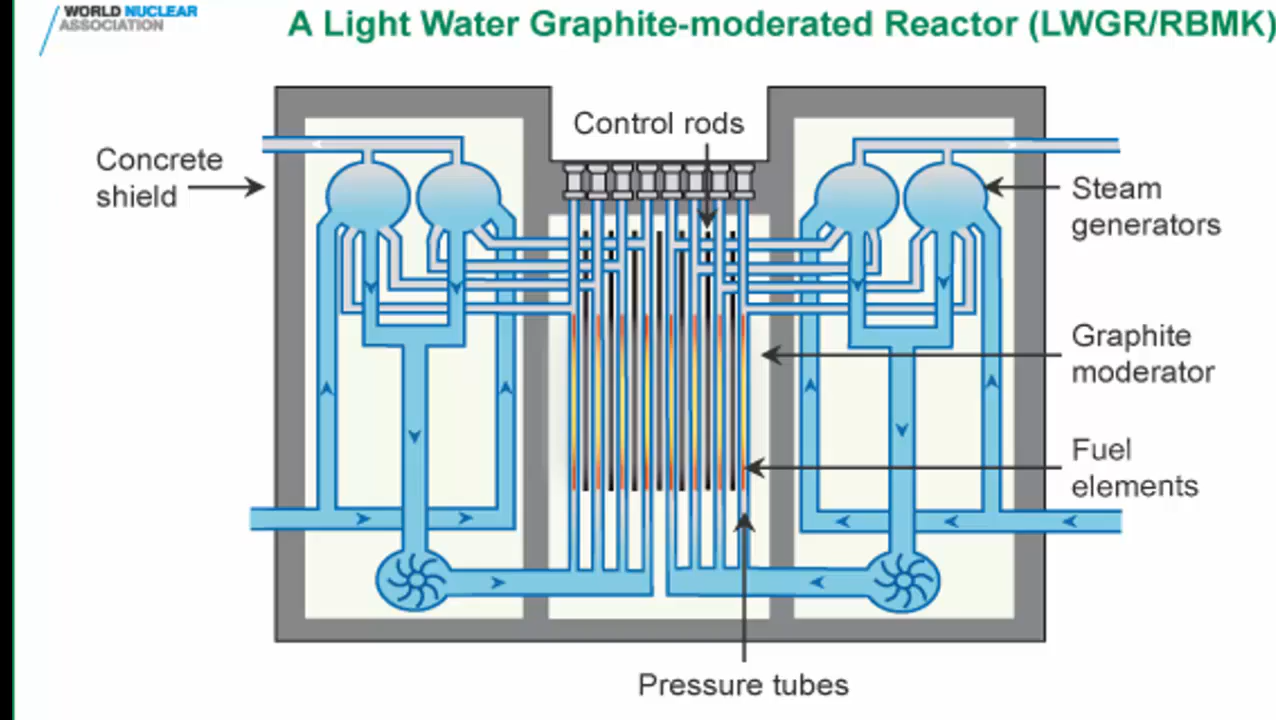 WORLD NUCLEAR
ASSOCIATION
A Light Water Graphite-moderated Reactor (LWGR/RBMK)
Control rods
Concrete
shield
Steam
generators
Graphite
moderator
Fuel
elements
Pressure tubes